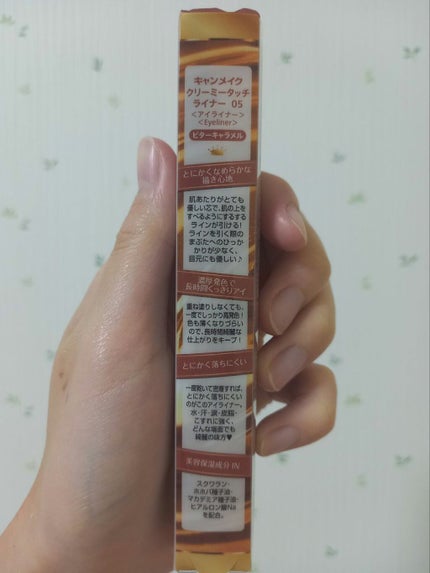 キャンメイク
クリーミータッチ
ライナー 05
<アイライナー>
<Eyeliner>
ビターキャラメル
とにかくなめらかな
描き心地
肌あたりがとても
優しい芯で、肌の上を
すべるようにするする
ラインが引ける!
ラインを引く際の
まぶたへのひっか
かりが少なく、
目元にも優しい♪
濃厚発色で
長時間くっきりアイ
重ね塗りしなくても、
一度でしっかり高発色!
色も薄くなりづらい
ので、長時間綺麗な
仕上がりをキープ!
とにかく落ちにくい
一度乾いて密着すれば、
とにかく落ちにくい
のがこのアイライナー。
水・汗・涙・皮脂・
こすれに強く、
どんな場面でも
綺麗の味方♥
美容保湿成分 IN
スクワラン・
ホホバ種子油・
マカデミア種子油・
ヒアルロン酸Na
を配合。